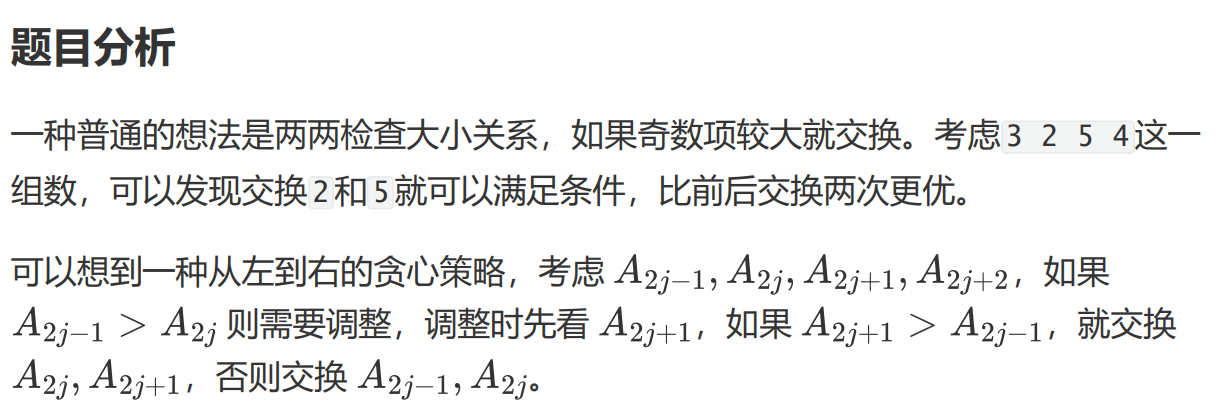 题目分析
一种普通的想法是两两检查大小关系，如果奇数项较大就交换。考虑3 2 5 4这一
组数，可以发现交换2和5就可以满足条件，比前后交换两次更优。
可以想到一种从左到右的贪心策略，考虑 $A_{2j-1}, A_{2j}, A_{2j+1}, A_{2j+2}$，如果
$A_{2j-1} > A_{2j}$ 则需要调整，调整时先看 $A_{2j+1}$，如果 $A_{2j+1} > A_{2j-1}$，就交换
$A_{2j}, A_{2j+1}$，否则交换 $A_{2j-1}, A_{2j}$。